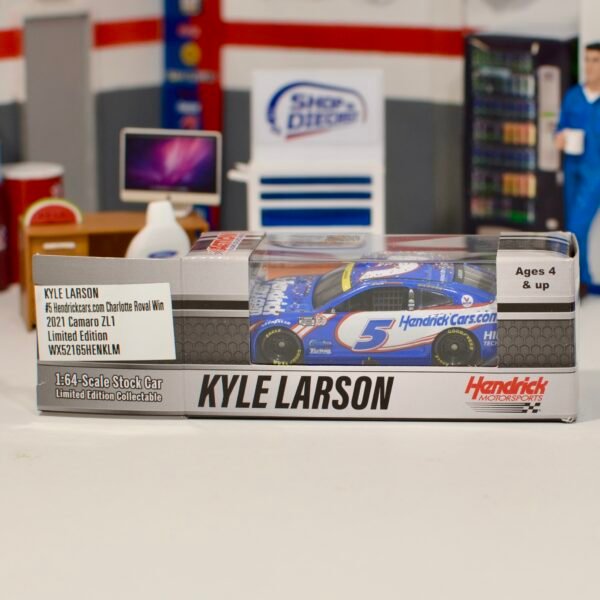 SHOP
DIECAST
Ages 4
& up
KYLE LARSON
#5 Hendrickcars.com Charlotte Roval Win
2021 Camaro ZL1
Limited Edition
WX52165HENKLM
5
HendrickCars.com
1:64-Scale Stock Car
Limited Edition Collectable
KYLE LARSON
Hendrick
MOTORSPORTS